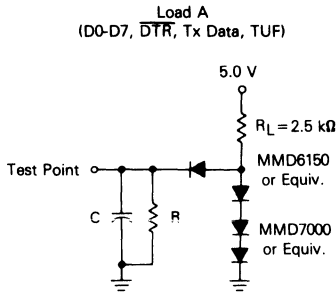 Load A
(D0-D7, DTR, Tx Data, TUF)
5.0 V
RL = 2.5 kΩ
Test Point
MMD6150
or Equiv.
C
R
MMD7000
or Equiv.